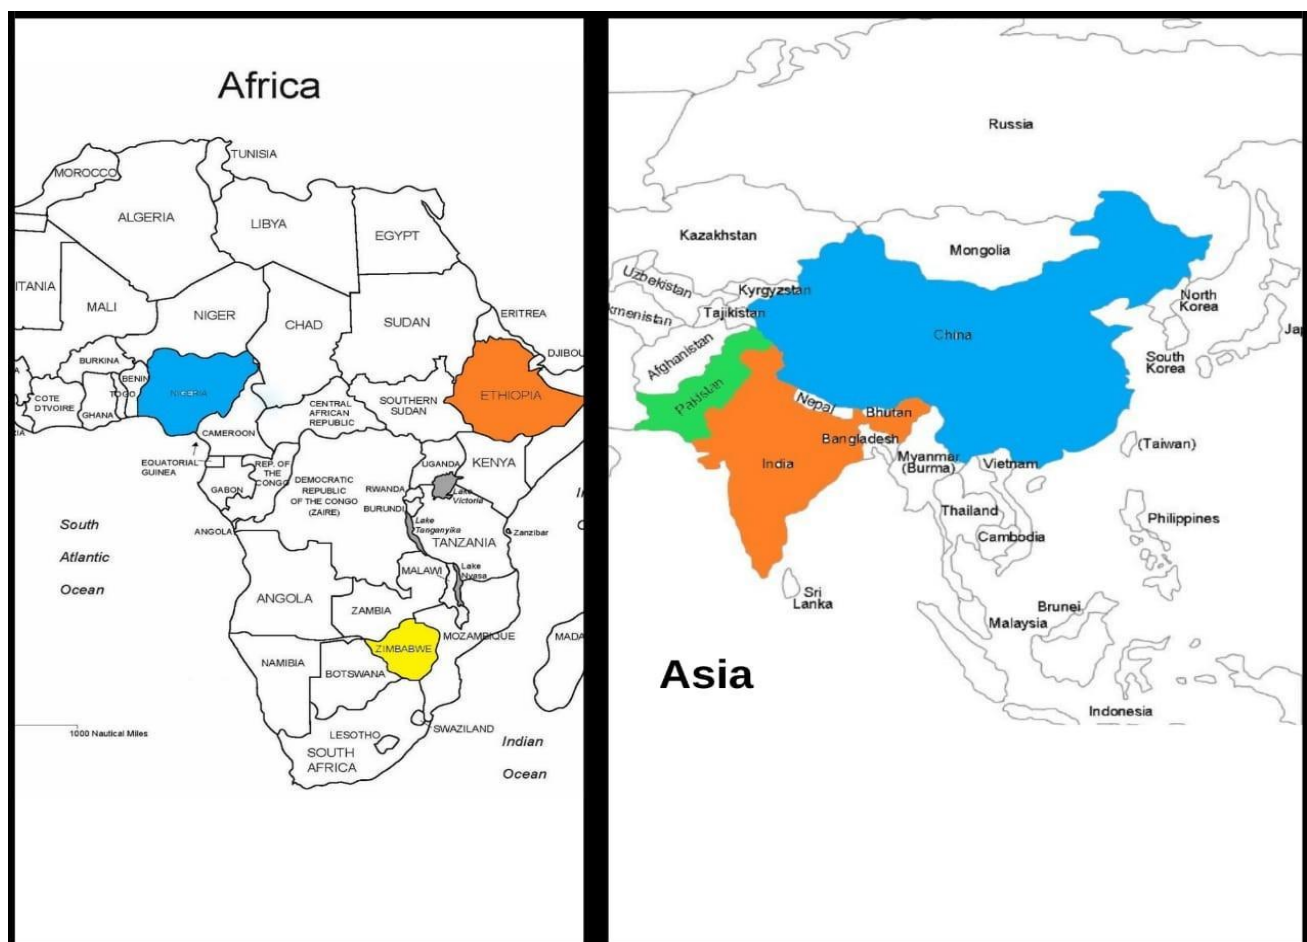 Africa
TUNISIA
MOROCCO
ALGERIA
LIBYA
EGYPT
ITANIA
MALI
NIGER
CHAD
SUDAN
ERITREA
DJIBOU
BURKINA
BENIN
TOGO
NIGERIA
ETHIOPIA
COTE
D'TVOIRE
GHANA
CENTRAL
AFRICAN
REPUBLIC
SOUTHERN
SUDAN
CAMEROON
EQUATORIAL
GUINEA
REP. OF
THE
CONGO
GABON
DEMOCRATIC
REPUBLIC
OF THE CONGO
(ZAIRE)
UGANDA
KENYA
RWANDA
BURUNDI
Lake
Victoria
Lake
Tanganyika
TANZANIA
Zanzibar
ANGOLA
South
Atlantic
Ocean
MALAWI
Lake
Nyasa
ANGOLA
ZAMBIA
ZIMBABWE
MOZAMBIQUE
MADA
NAMIBIA
BOTSWANA
1000 Nautical Miles
LESOTHO
SWAZILAND
SOUTH
AFRICA
Indian
Ocean
Russia
Kazakhstan
Mongolia
Uzbekistan
Kyrgyzstan
kmenistan
Tajikistan
North
Korea
Jap
South
Korea
Afghanistan
China
Pakistan
Nepal
Bhutan
Bangladesh
India
Myanmar
(Burma)
Vietnam
(Taiwan)
Thailand
Cambodia
Philippines
Sri
Lanka
Brunei
Malaysia
Asia
Indonesia